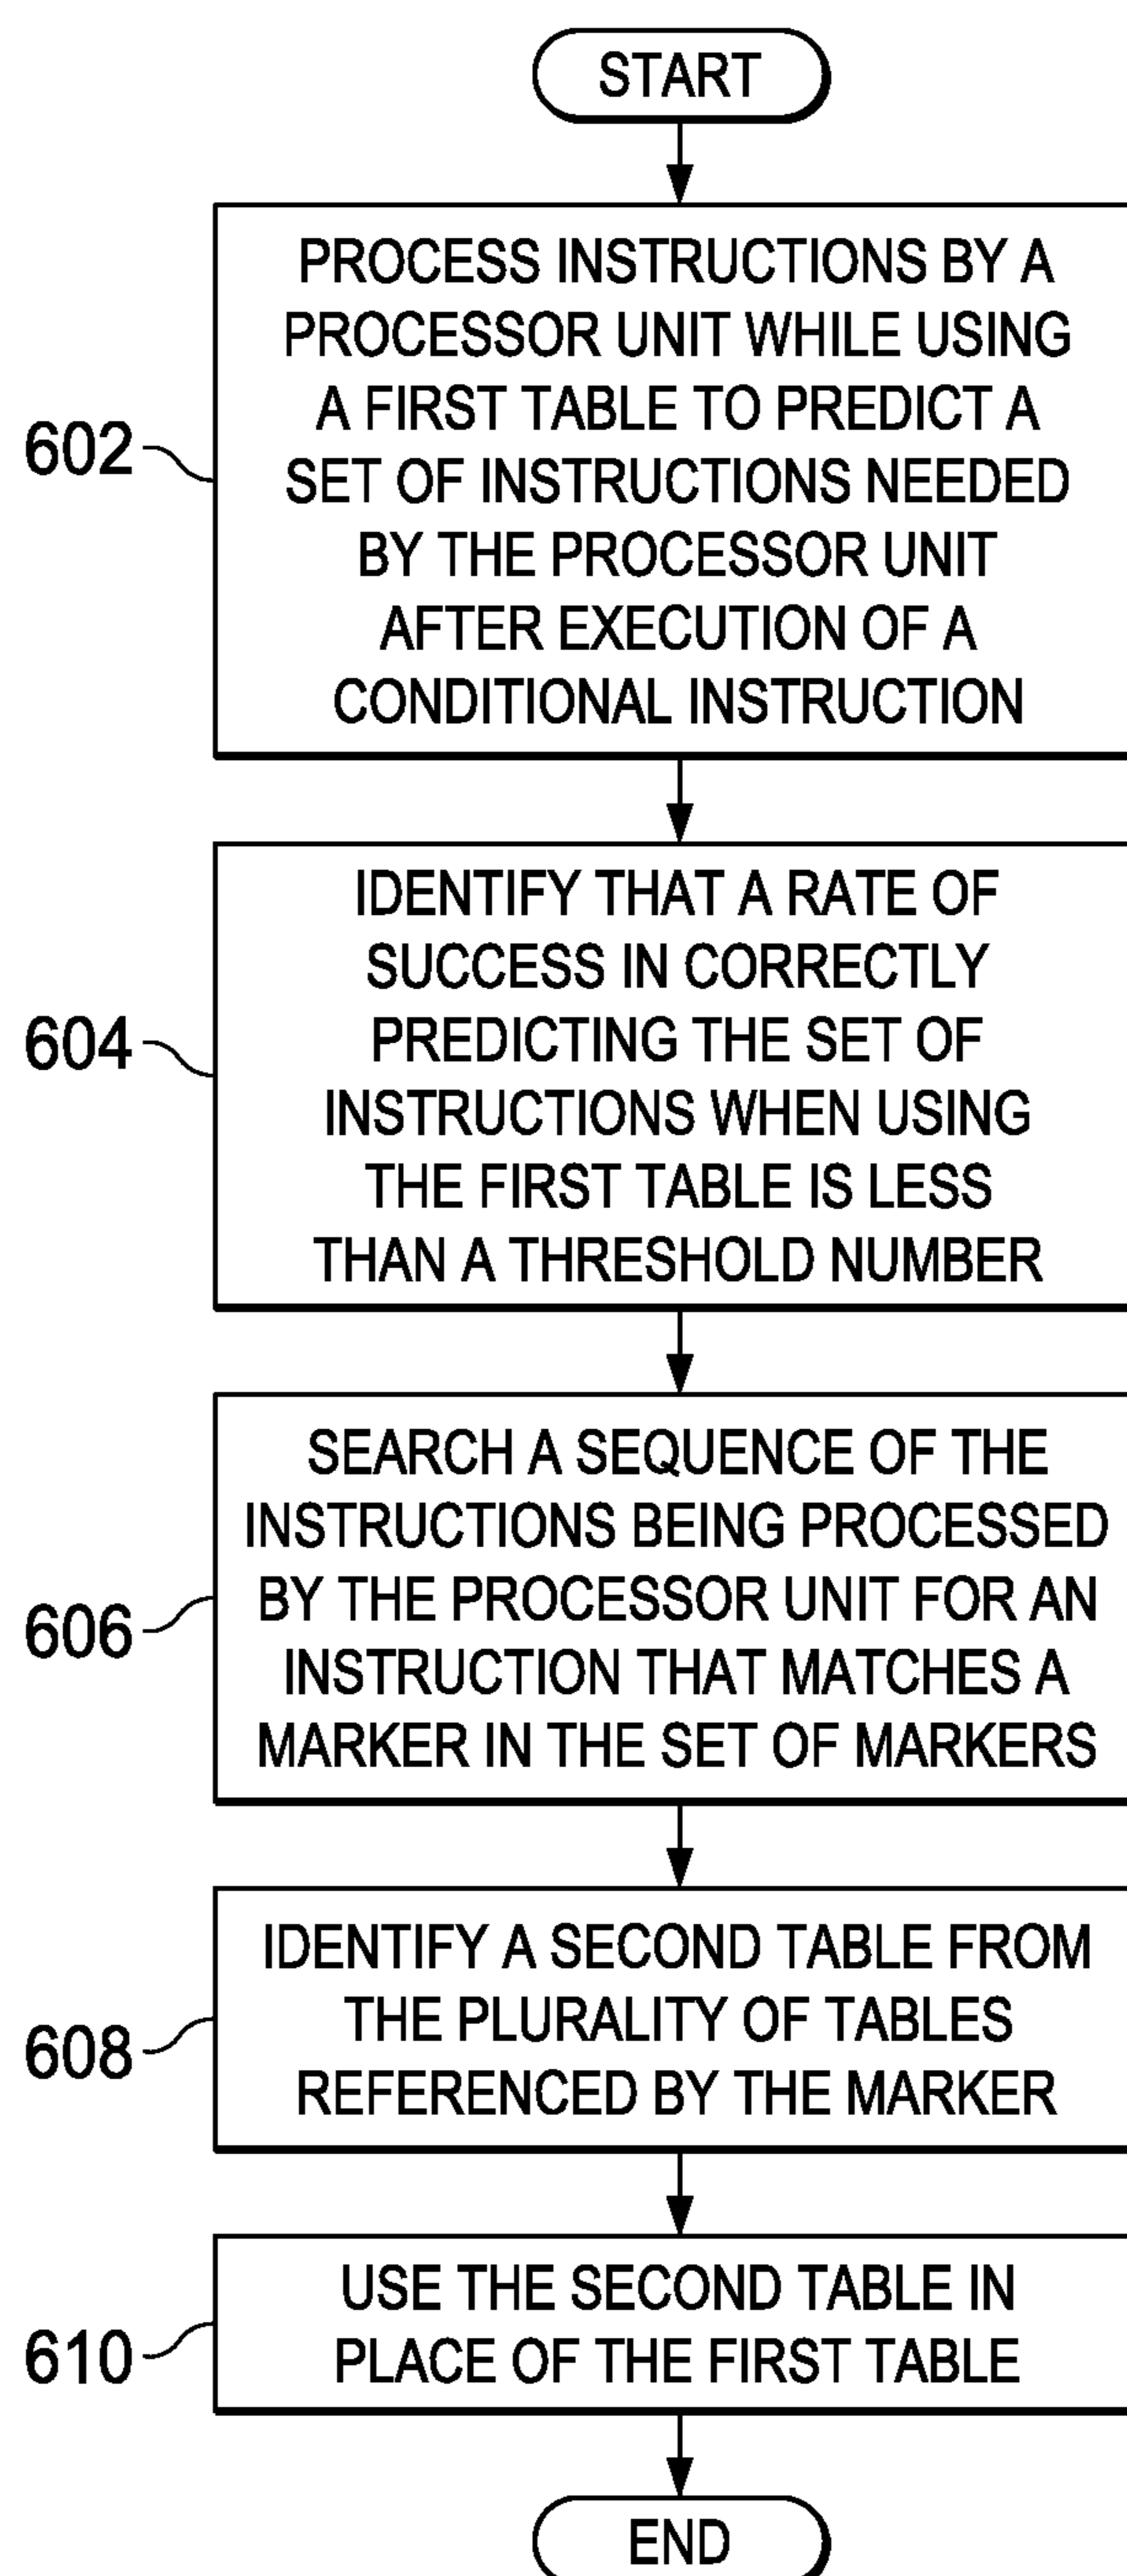 START
PROCESS INSTRUCTIONS BY A
PROCESSOR UNIT WHILE USING
A FIRST TABLE TO PREDICT A
SET OF INSTRUCTIONS NEEDED
BY THE PROCESSOR UNIT
AFTER EXECUTION OF A
CONDITIONAL INSTRUCTION
602
IDENTIFY THAT A RATE OF
SUCCESS IN CORRECTLY
PREDICTING THE SET OF
INSTRUCTIONS WHEN USING
THE FIRST TABLE IS LESS
THAN A THRESHOLD NUMBER
604
SEARCH A SEQUENCE OF THE
INSTRUCTIONS BEING PROCESSED
BY THE PROCESSOR UNIT FOR AN
INSTRUCTION THAT MATCHES A
MARKER IN THE SET OF MARKERS
606
IDENTIFY A SECOND TABLE FROM
THE PLURALITY OF TABLES
REFERENCED BY THE MARKER
608
USE THE SECOND TABLE IN
PLACE OF THE FIRST TABLE
610
END